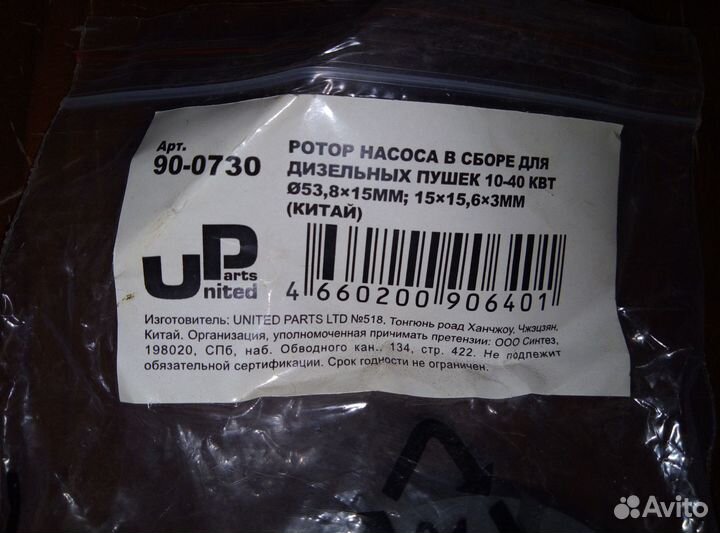 Арт.
90-0730
РОТОР НАСОСА В СБОРЕ ДЛЯ
ДИЗЕЛЬНЫХ ПУШЕК 10-40 КВТ
Ø53,8×15ММ; 15×15,6×3ММ
(КИТАЙ)
UParts
United
4 660200 906401
Изготовитель: UNITED PARTS LTD №518, Тонгюнь роад Ханчжоу, Чжэцзян,
Китай. Организация, уполномоченная принимать претензии: ООО Синтез,
198020, СПб, наб. Обводного кан., 134, стр. 422. Не подлежит
обязательной сертификации. Срок годности не ограничен.
Avito